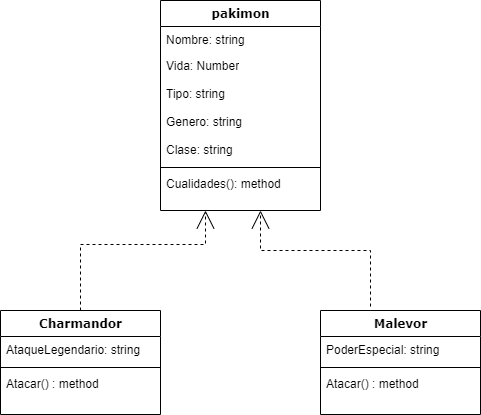 pakimon
Nombre: string
Vida: Number
Tipo: string
Genero: string
Clase: string
Cualidades(): method
Charmandor
AtaqueLegendario: string
Atacar() : method
Malevor
PoderEspecial: string
Atacar() : method